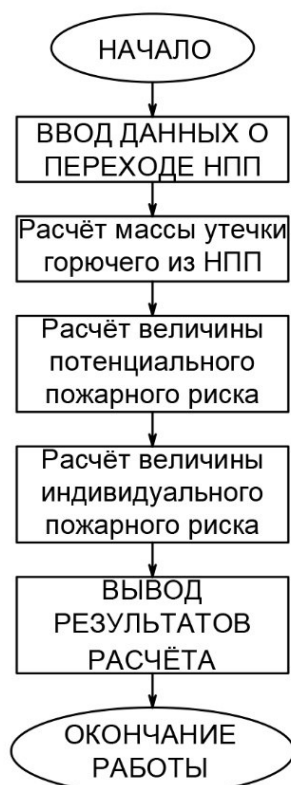 НАЧАЛО
ВВОД ДАННЫХ О
ПЕРЕХОДЕ НПП
Расчёт массы утечки
горючего из НПП
Расчёт величины
потенциального
пожарного риска
Расчёт величины
индивидуального
пожарного риска
ВЫВОД
РЕЗУЛЬТАТОВ
РАСЧЁТА
ОКОНЧАНИЕ
РАБОТЫ